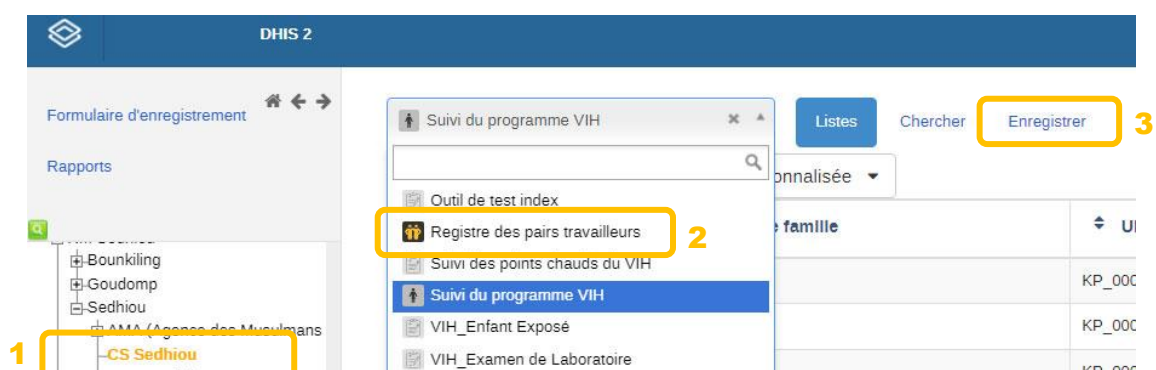 DHIS 2
Formulaire d'enregistrement
Rapports
Bounkiling
Goudomp
Sedhiou
AMA (Agence des Musulmans
1
CS Sedhiou
Suivi du programme VIH
Listes
Chercher
Enregistrer
3
onnalisée
Outil de test index
Registre des pairs travailleurs
2
Suivi des points chauds du VIH
Suivi du programme VIH
VIH_Enfant Exposé
VIH_Examen de Laboratoire
famille
UI
KP_000
KP_000